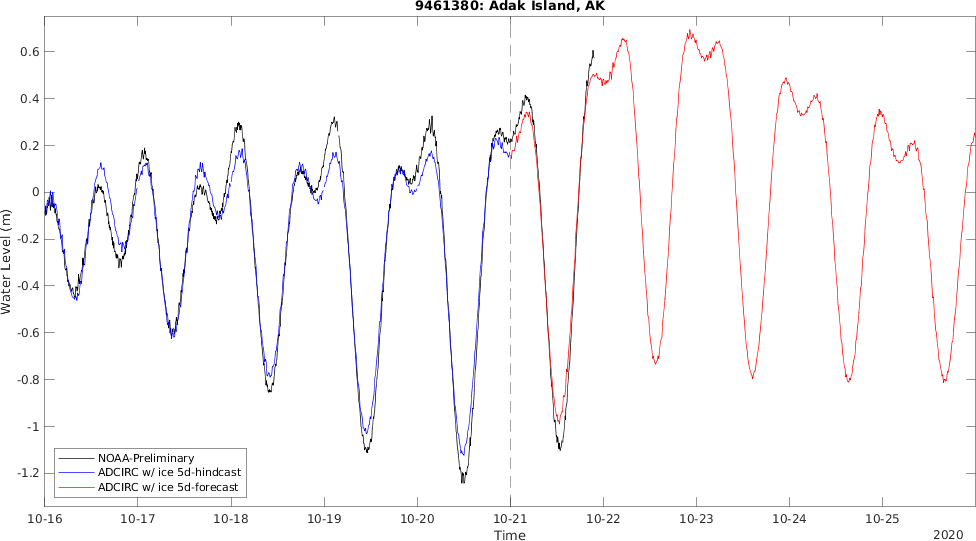 9461380: Adak Island, AK
0.6
0.4
0.2
0
-0.2
-0.4
-0.6
-0.8
-1
-1.2
Water Level (m)
NOAA-Preliminary
ADCIRC w/ ice 5d-hindcast
ADCIRC w/ ice 5d-forecast
10-16 10-17 10-18 10-19 10-20 10-21 10-22 10-23 10-24 10-25
Time
2020